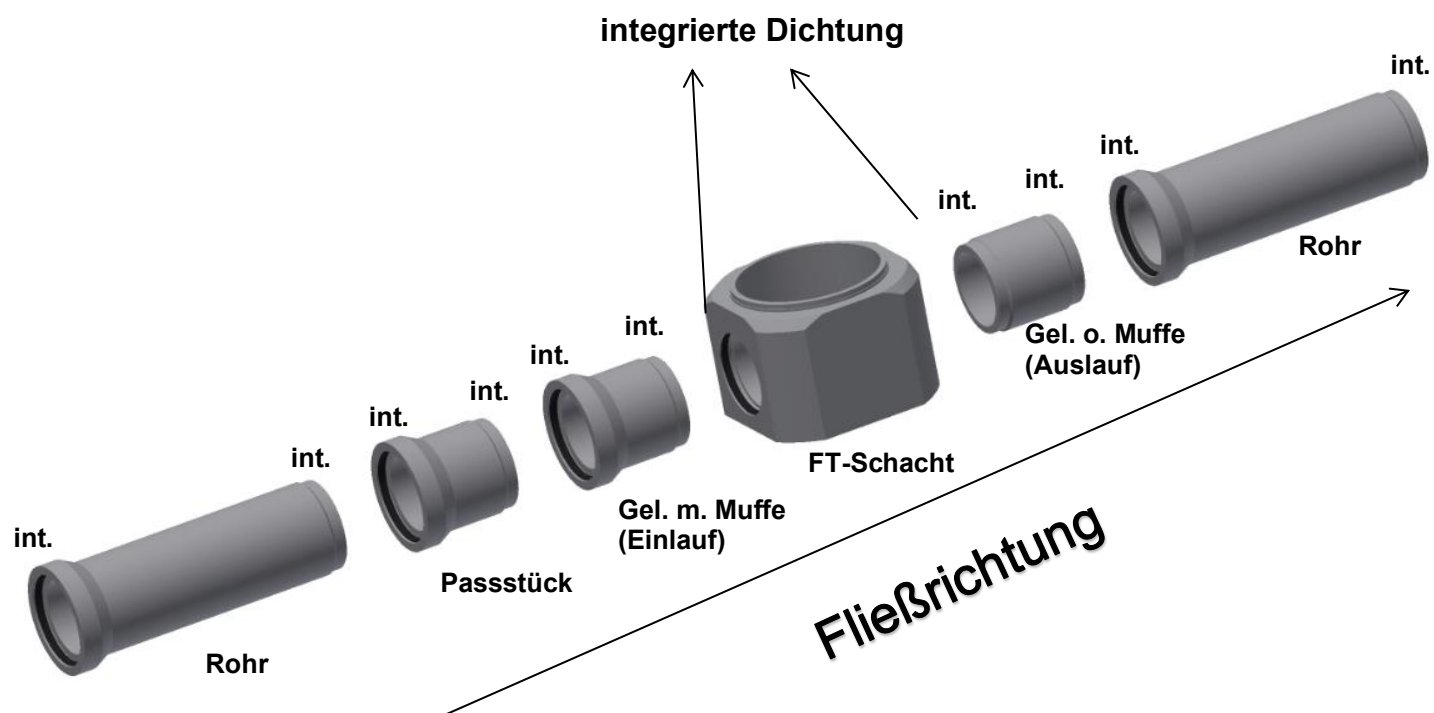 integrierte Dichtung
int.
int.
int.
int.
Rohr
int.
Gel. o. Muffe
(Auslauf)
int.
int.
FT-Schacht
int.
int.
Gel. m. Muffe
(Einlauf)
int.
Passstück
int.
Rohr
Fließrichtung